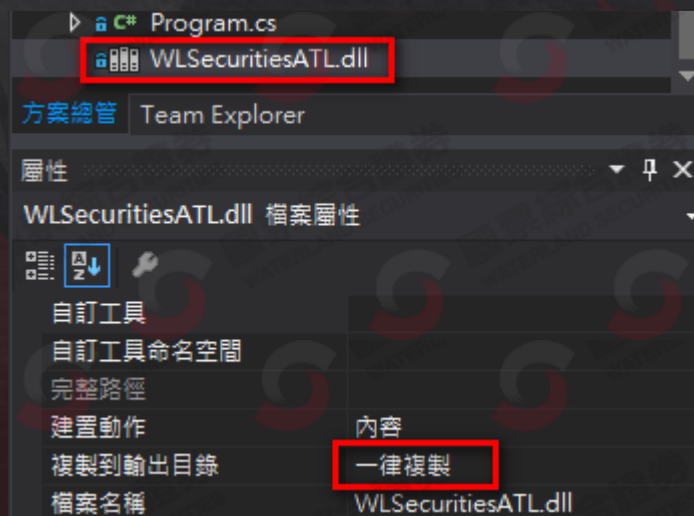 C# Program.cs
WLSecuritiesATL.dll
方案總管 Team Explorer
屬性
WLSecuritiesATL.dll 檔案屬性
自訂工具
自訂工具命名空間
完整路徑
建置動作 內容
複製到輸出目錄 一律複製
檔案名稱 WLSecuritiesATL.dll